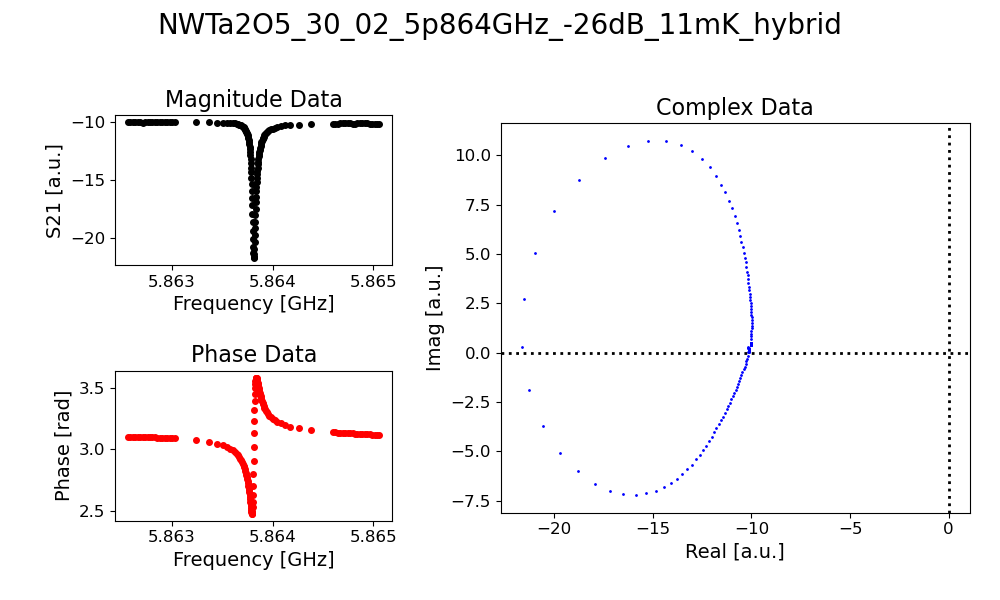 NWTa2O5_30_02_5p864GHz_-26dB_11mK_hybrid
Magnitude Data
S21 [a.u.]
−10
−15
−20
5.863 5.864 5.865
Frequency [GHz]
Phase Data
Phase [rad]
3.5
3.0
2.5
5.863 5.864 5.865
Frequency [GHz]
Complex Data
Imag [a.u.]
10.0
7.5
5.0
2.5
0.0
−2.5
−5.0
−7.5
−20 −15 −10 −5 0
Real [a.u.]